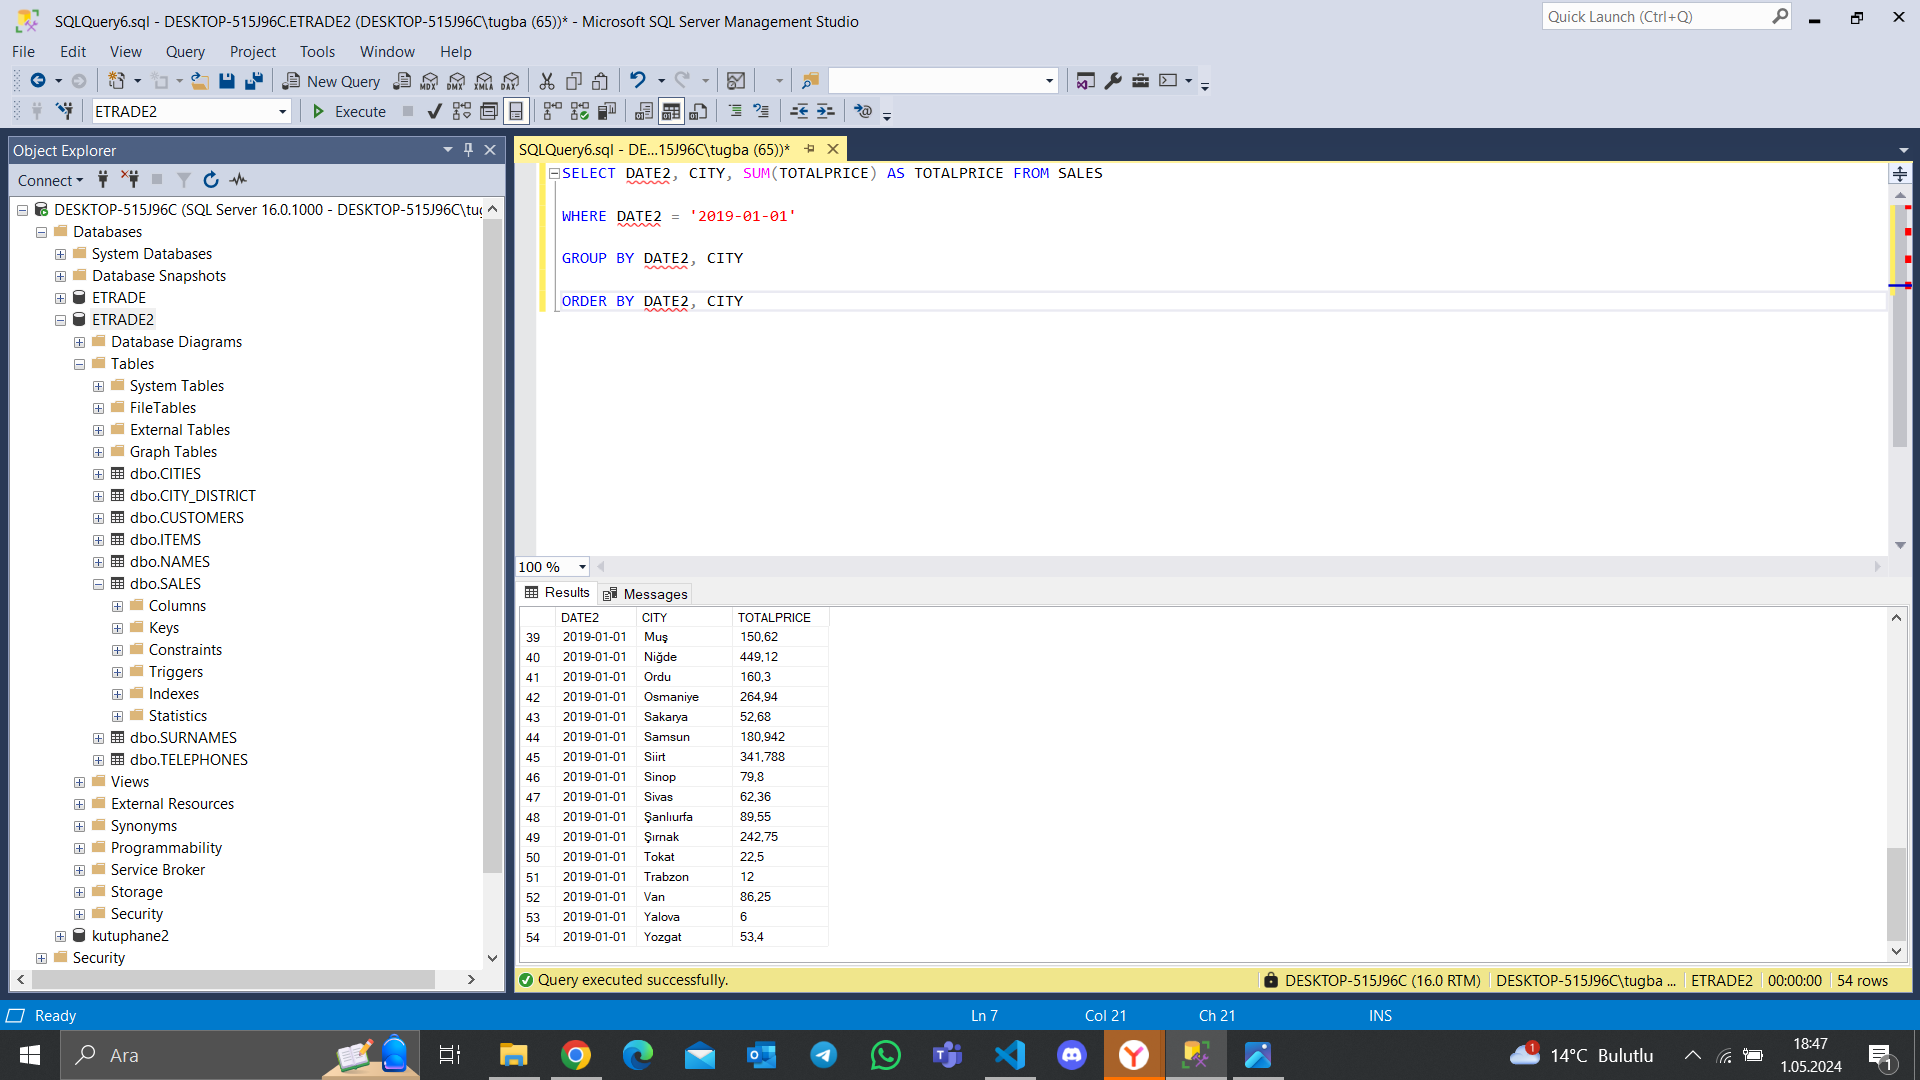 SQLQuery6.sql - DESKTOP-515J96C.ETRADE2 (DESKTOP-515J96C\tugba (65))* - Microsoft SQL Server Management Studio
Quick Launch (Ctrl+Q)
File Edit View Query Project Tools Window Help
New Query MDX DMX XMLA DAX
ETRADE2 Execute
Object Explorer
SQLQuery6.sql - DE...15J96C\tugba (65))*
Connect
DESKTOP-515J96C (SQL Server 16.0.1000 - DESKTOP-515J96C\tug
Databases
System Databases
Database Snapshots
ETRADE
ETRADE2
Database Diagrams
Tables
System Tables
FileTables
External Tables
Graph Tables
dbo.CITIES
dbo.CITY_DISTRICT
dbo.CUSTOMERS
dbo.ITEMS
dbo.NAMES
dbo.SALES
Columns
Keys
Constraints
Triggers
Indexes
Statistics
dbo.SURNAMES
dbo.TELEPHONES
Views
External Resources
Synonyms
Programmability
Service Broker
Storage
Security
kutuphane2
Security
SELECT DATE2, CITY, SUM(TOTALPRICE) AS TOTALPRICE FROM SALES
WHERE DATE2 = '2019-01-01'
GROUP BY DATE2, CITY
ORDER BY DATE2, CITY
100 %
Results Messages
DATE2 CITY TOTALPRICE
39 2019-01-01 Muş 150,62
40 2019-01-01 Niğde 449,12
41 2019-01-01 Ordu 160,3
42 2019-01-01 Osmaniye 264,94
43 2019-01-01 Sakarya 52,68
44 2019-01-01 Samsun 180,942
45 2019-01-01 Siirt 341,788
46 2019-01-01 Sinop 79,8
47 2019-01-01 Sivas 62,36
48 2019-01-01 Şanlıurfa 89,55
49 2019-01-01 Şırnak 242,75
50 2019-01-01 Tokat 22,5
51 2019-01-01 Trabzon 12
52 2019-01-01 Van 86,25
53 2019-01-01 Yalova 6
54 2019-01-01 Yozgat 53,4
Query executed successfully. DESKTOP-515J96C (16.0 RTM) DESKTOP-515J96C\tugba ... ETRADE2 00:00:00 54 rows
Ready Ln 7 Col 21 Ch 21 INS
Ara
1 14°C Bulutlu
18:47
1.05.2024
1